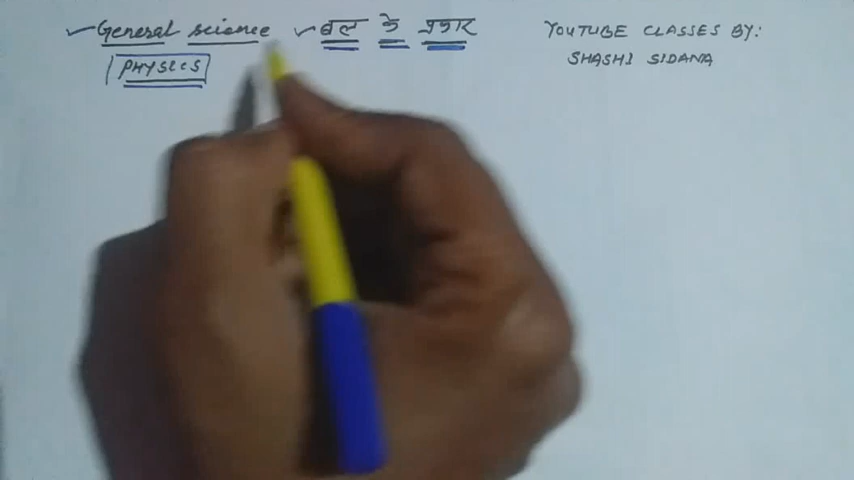 General science बल के प्रकार YOUTUBE CLASSES BY:
PHYSICS SHASHI SIDANA